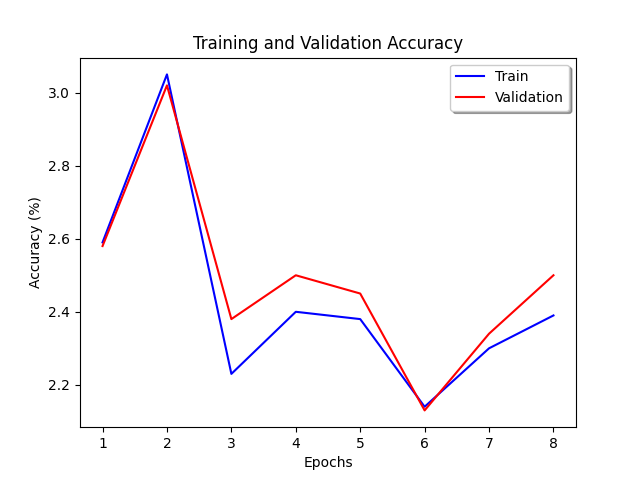 Training and Validation Accuracy
Train
Validation
Accuracy (%)
3.0
2.8
2.6
2.4
2.2
1 2 3 4 5 6 7 8
Epochs